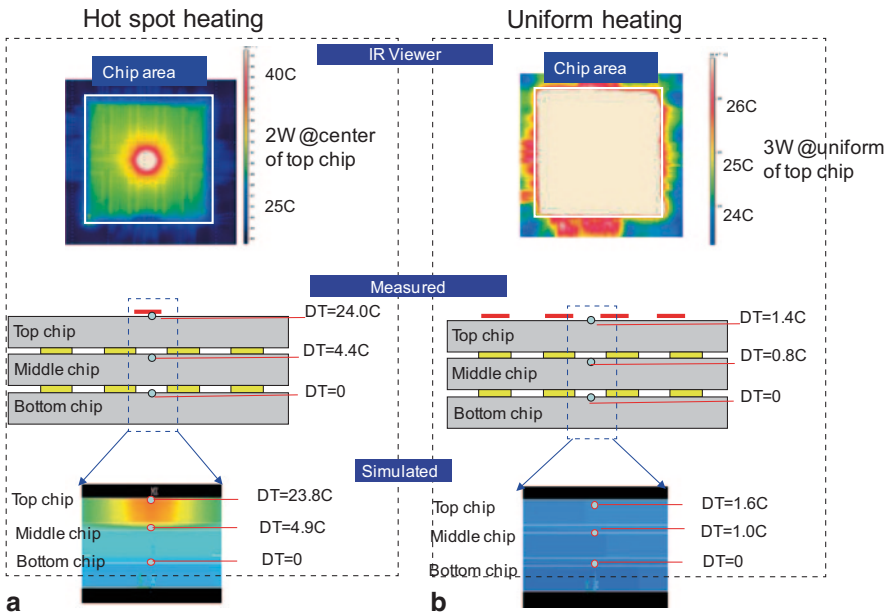 Hot spot heating
Uniform heating
IR Viewer
Chip area
40C
2W @center
of top chip
25C
Chip area
26C
25C
3W @uniform
of top chip
24C
Measured
DT=24.0C
Top chip
DT=4.4C
Middle chip
DT=0
Bottom chip
DT=1.4C
Top chip
DT=0.8C
Middle chip
DT=0
Bottom chip
Simulated
Top chip
DT=23.8C
Middle chip
DT=4.9C
Bottom chip
DT=0
Top chip
DT=1.6C
Middle chip
DT=1.0C
Bottom chip
DT=0
a
b